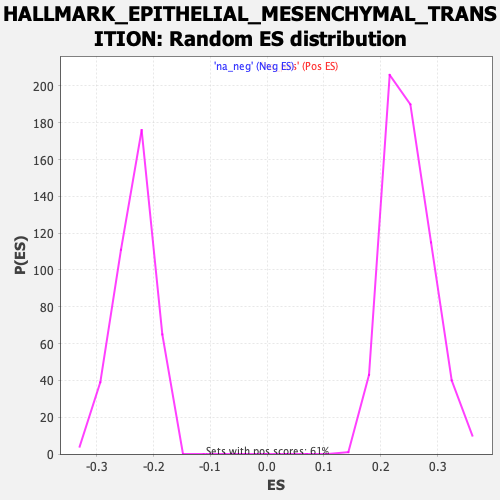 HALLMARK_EPITHELIAL_MESENCHYMAL_TRANS
ITION: Random ES distribution
'na_neg' (Neg ES)s' (Pos ES)
200
180
160
140
120
100
80
60
40
20
0
P(ES)
Sets with pos scores: 61%
-0.3 -0.2 -0.1 0.0 0.1 0.2 0.3
ES